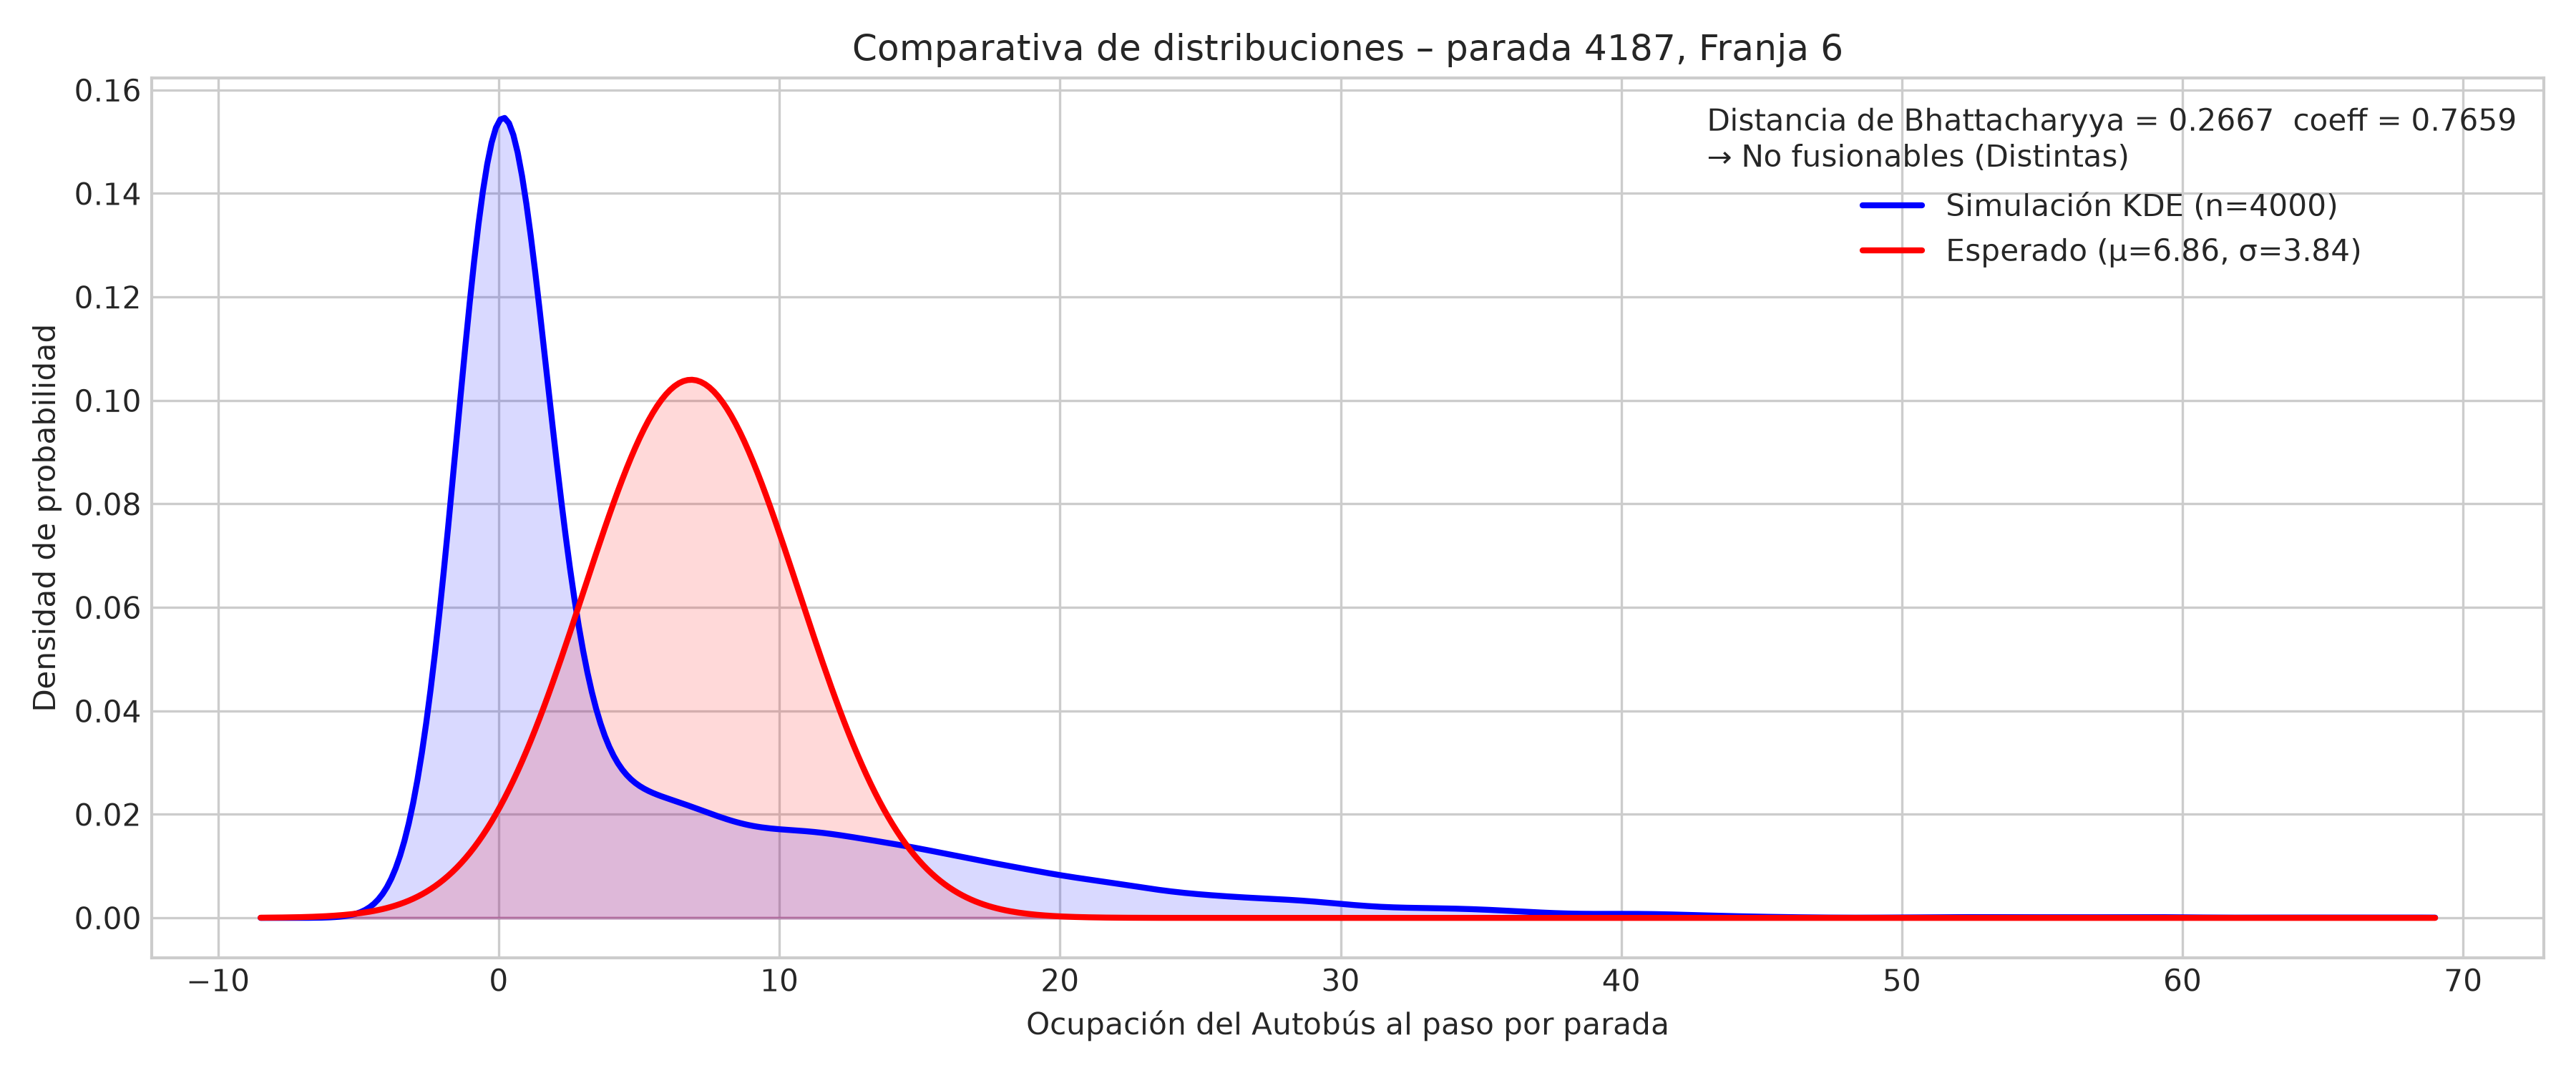 Comparativa de distribuciones – parada 4187, Franja 6
Distancia de Bhattacharyya = 0.2667  coeff = 0.7659
→ No fusionables (Distintas)
Simulación KDE (n=4000)
Esperado (μ=6.86, σ=3.84)
Densidad de probabilidad
0.16
0.14
0.12
0.10
0.08
0.06
0.04
0.02
0.00
−10 0 10 20 30 40 50 60 70
Ocupación del Autobús al paso por parada